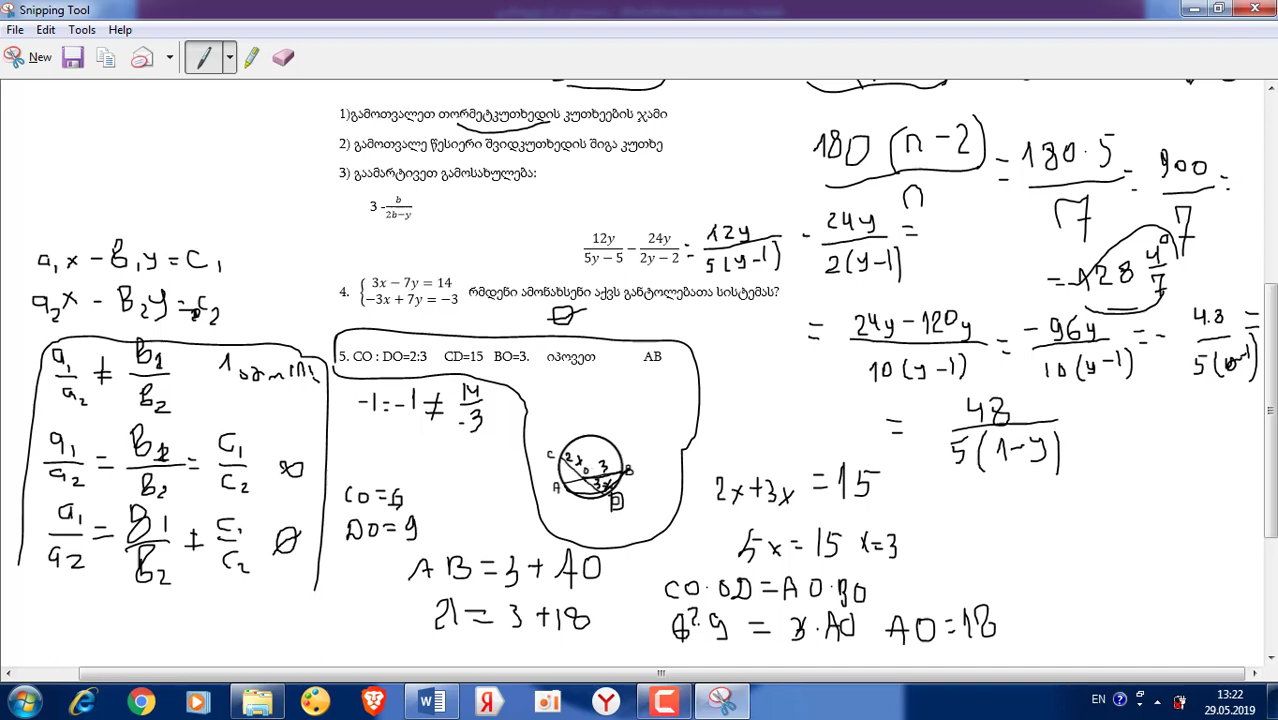 Snipping Tool
File Edit Tools Help
New
1)გამოთვალეთ თორმეტკუთხედის კუთხეების ჯამი
2) გამოთვალე წესიერი შვიდკუთხედის შიგა კუთხე
3) გაამარტივეთ გამოსახულება:
3 - b/(2b−y)
12y/(5y−5) − 24y/(2y−2) = 12y/5(y-1) - 24y/2(y-1) =
= 24y-120y/10(y-1) = -96y/10(y-1) = -
= 48/5(1-y)
180(n-2)/n = 180·5/7 = 900/7 =
= 128 4/7
4. { 3x − 7y = 14
−3x + 7y = −3 რმდენი ამონახსენი აქვს განტოლებათა სისტემას?
5. CO : DO=2:3 CD=15 BO=3. იპოვეთ AB
-1=-1≠ 14/-3
a₁x - B₁y = C₁
a₂x - B₂y = C₂
a₁/a₂ ≠ B₁/B₂ 1
a₁/a₂ = B₁/B₂ = C₁/C₂ ∞
a₁/a₂ = B₁/B₂ ≠ C₁/C₂ ∅
C 2x O 3 B
A 3x D
CO=6
DO=9
AB=3+AO
21=3+18
2x+3x=15
5x=15 x=3
CO·OD=AO·BO
6·9=3·AO AO=18
EN
13:22
29.05.2019